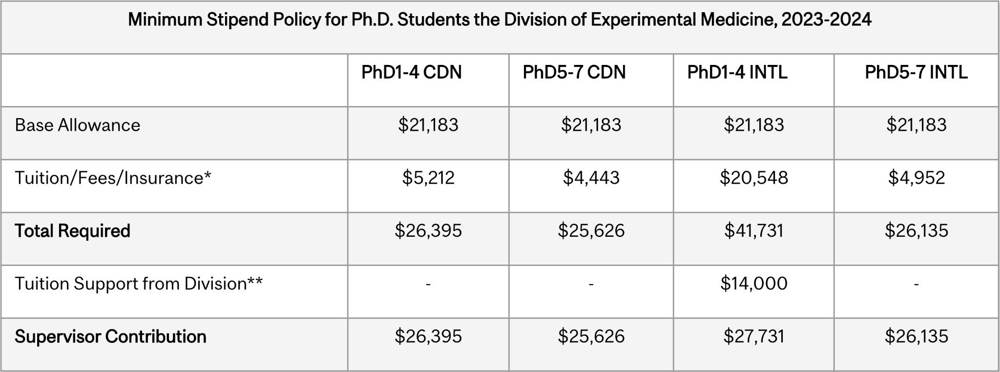 Minimum Stipend Policy for Ph.D. Students the Division of Experimental Medicine, 2023-2024
PhD1-4 CDN PhD5-7 CDN PhD1-4 INTL PhD5-7 INTL
Base Allowance $21,183 $21,183 $21,183 $21,183
Tuition/Fees/Insurance* $5,212 $4,443 $20,548 $4,952
Total Required $26,395 $25,626 $41,731 $26,135
Tuition Support from Division** - - $14,000 -
Supervisor Contribution $26,395 $25,626 $27,731 $26,135